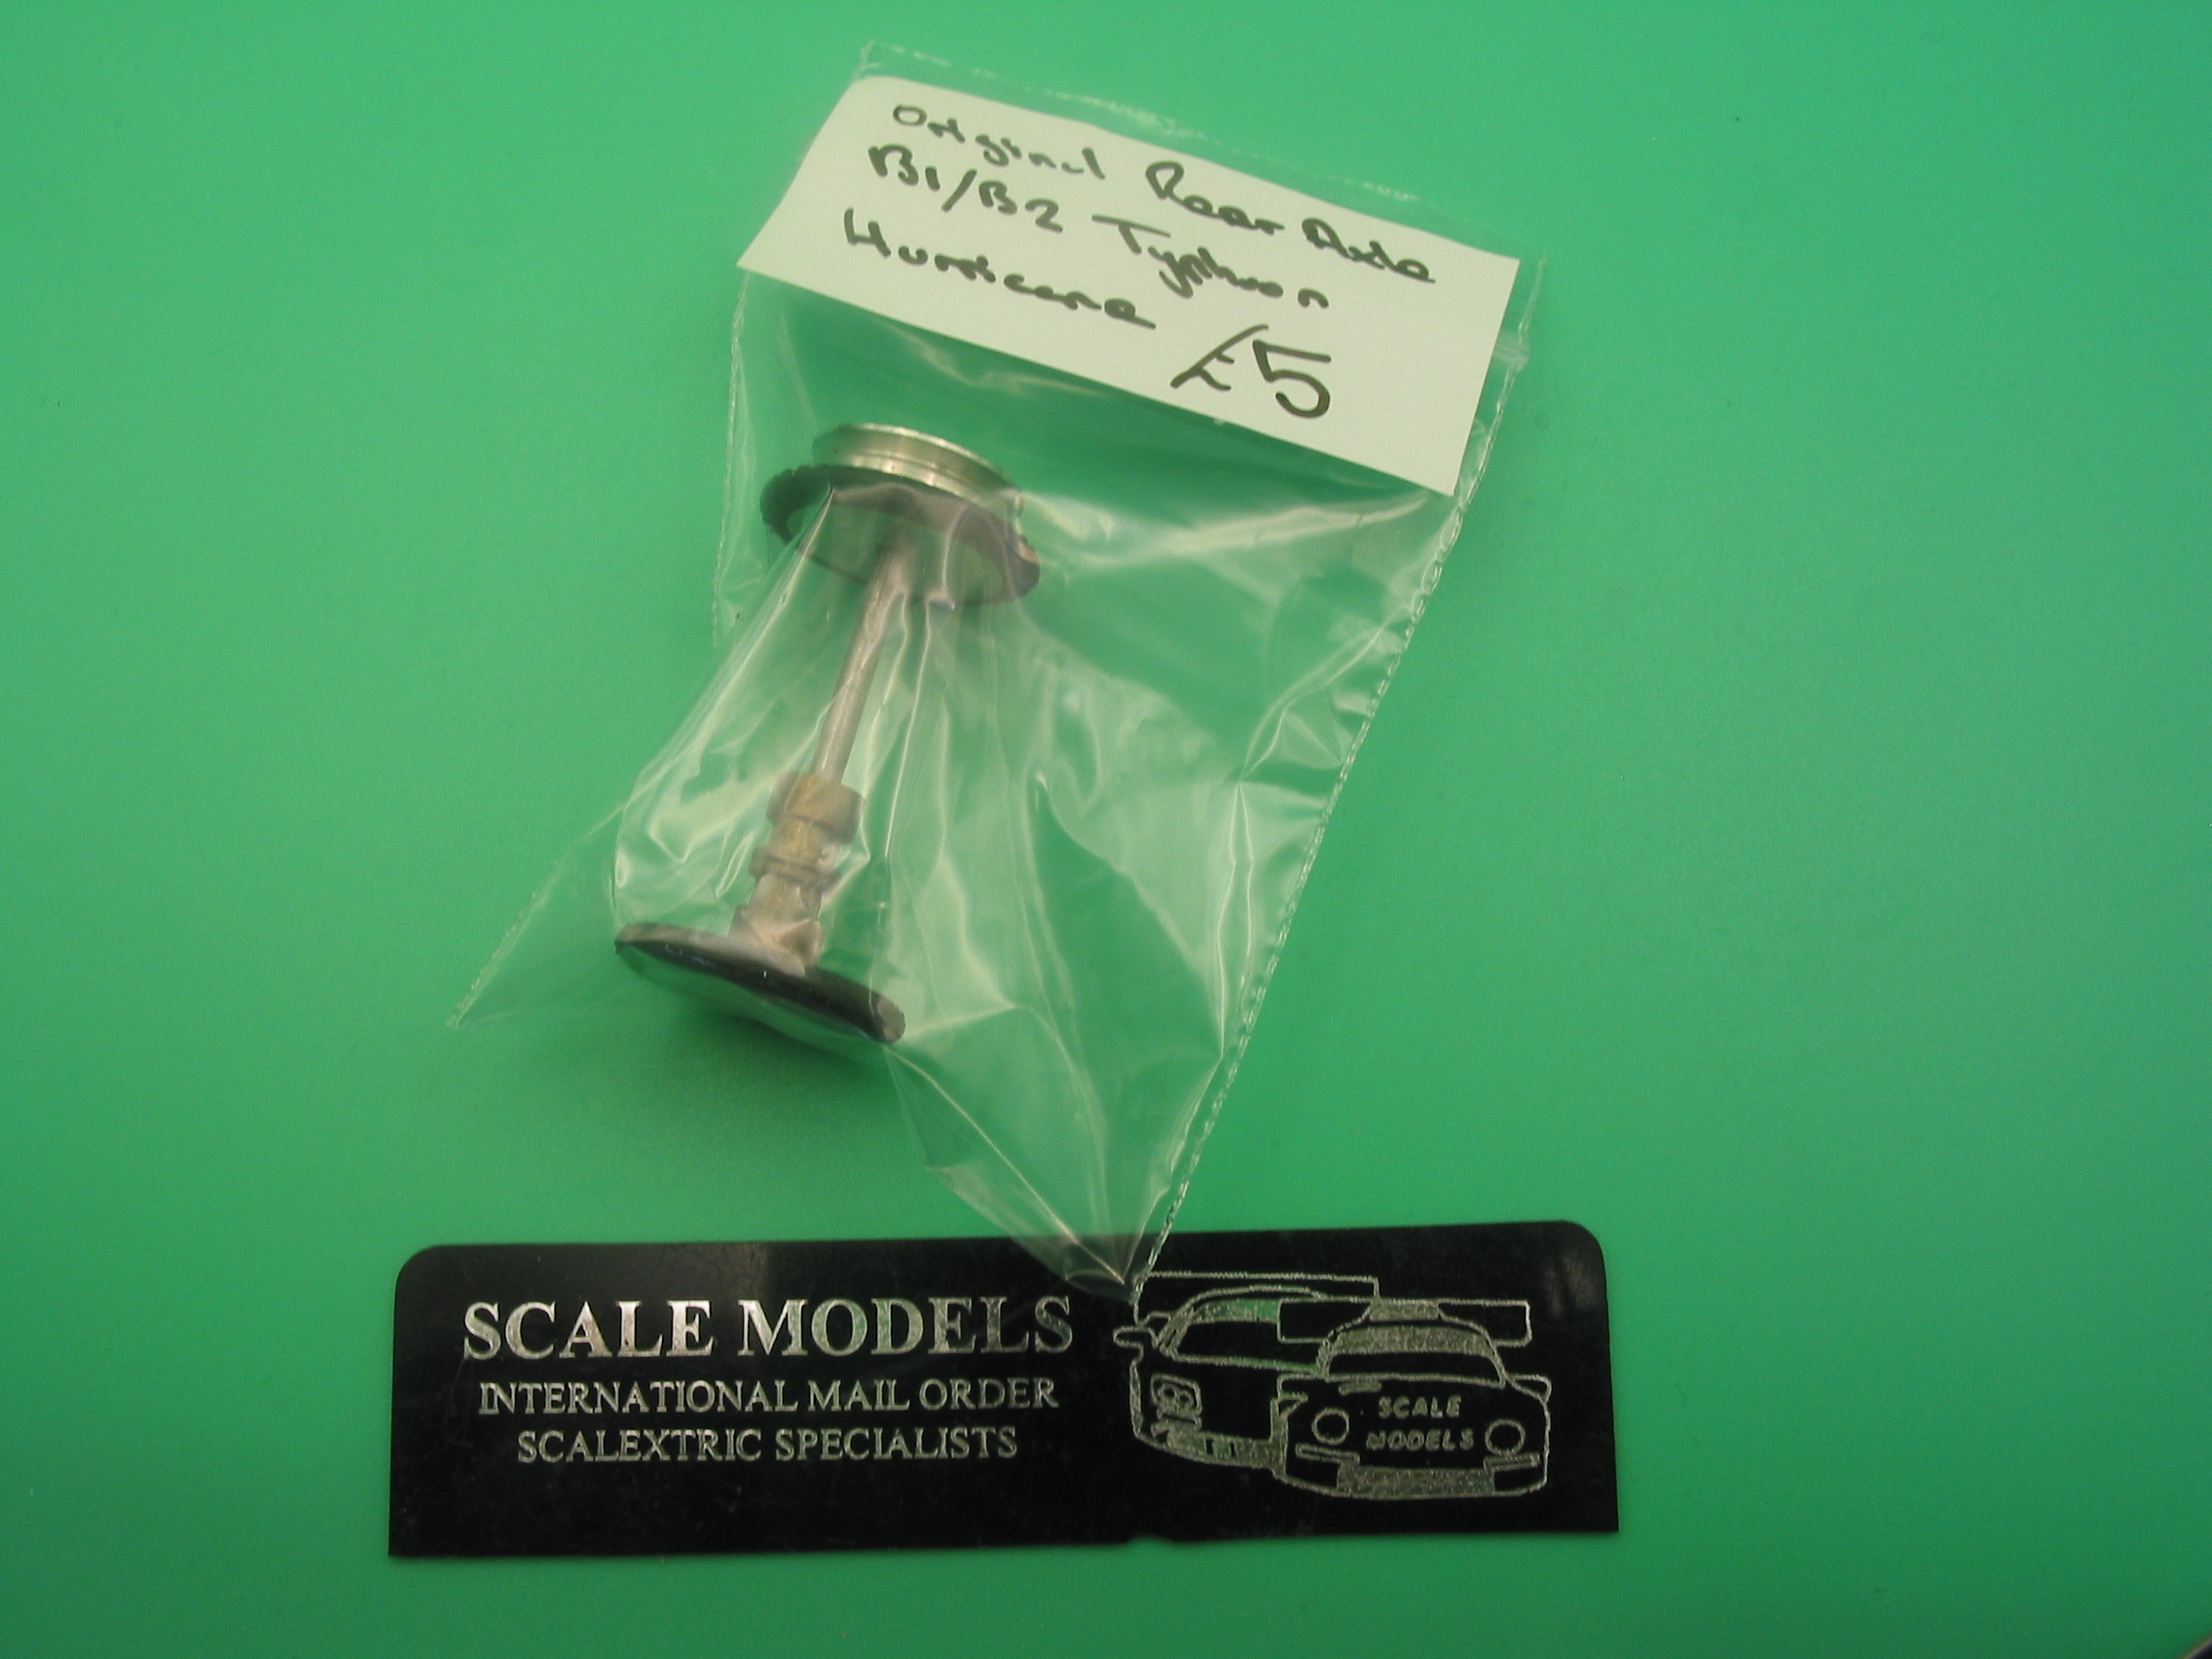 Original Rear Axle
B1/B2 Typhoon
Hurricane £5
SCALE MODELS
INTERNATIONAL MAIL ORDER
SCALEXTRIC SPECIALISTS
SCALE
MODELS